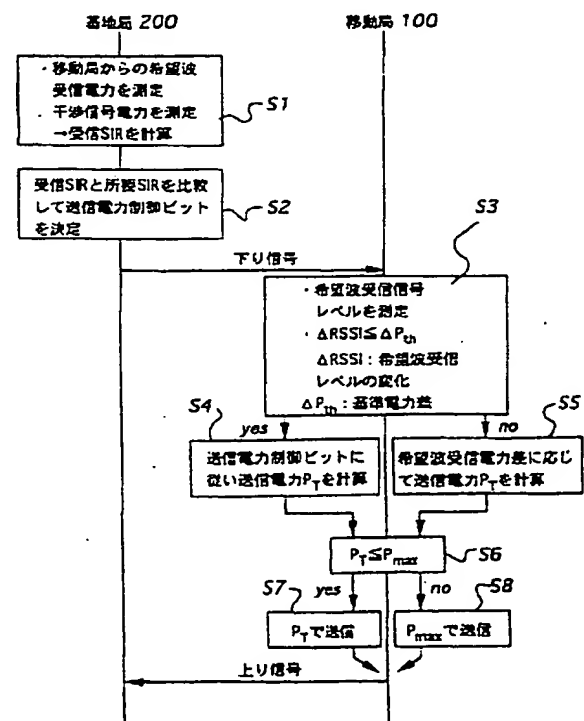 基地局 200
移動局 100
・移動局からの希望波
受信電力を測定
干渉信号電力を測定
→受信SIRを計算
S1
受信SIRと所要SIRを比較
して送信電力制御ビット
を決定
S2
下り信号
S3
・希望波受信信号
レベルを測定
・ΔRSSI≦ΔPth
ΔRSSI：希望波受信
レベルの変化
ΔPth：基準電力差
S4
yes
no
S5
送信電力制御ビットに
従い送信電力PTを計算
希望波受信電力差に応じ
て送信電力PTを計算
PT≦Pmax
S6
S7
yes
no
S8
PTで送信
Pmaxで送信
上り信号